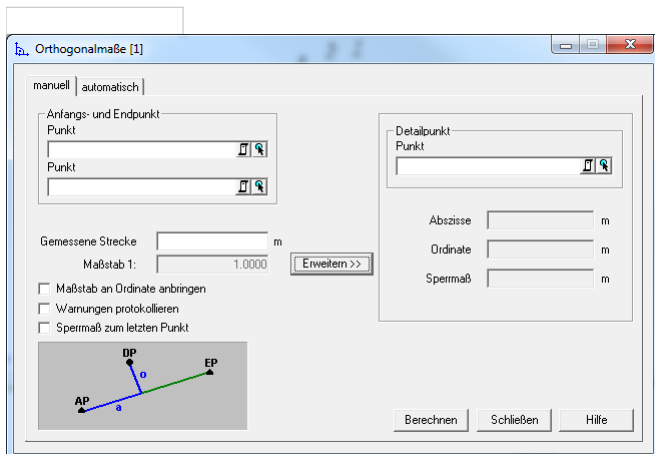 Orthogonalmaße [1]
manuell automatisch
Anfangs- und Endpunkt
Punkt
Punkt
Gemessene Strecke m
Maßstab 1: 1.0000
Erweitern >>
Maßstab an Ordinate anbringen
Warnungen protokollieren
Sperrmaß zum letzten Punkt
DP
o
EP
AP
a
Detailpunkt
Punkt
Abszisse m
Ordinate m
Sperrmaß m
Berechnen Schließen Hilfe